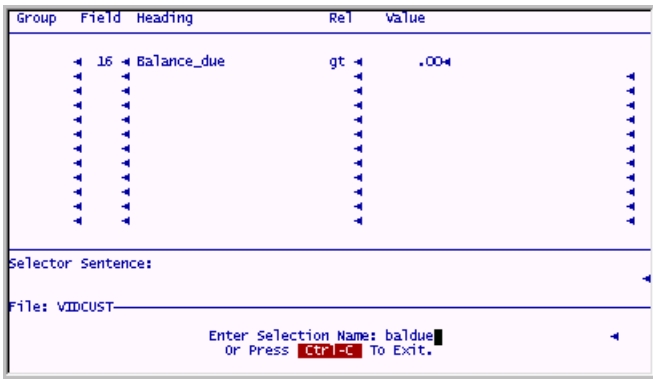 Group Field Heading Rel Value
16 Balance_due gt .00
Selector Sentence:
File: VIDCUST
Enter Selection Name: baldue
Or Press Ctrl-C To Exit.